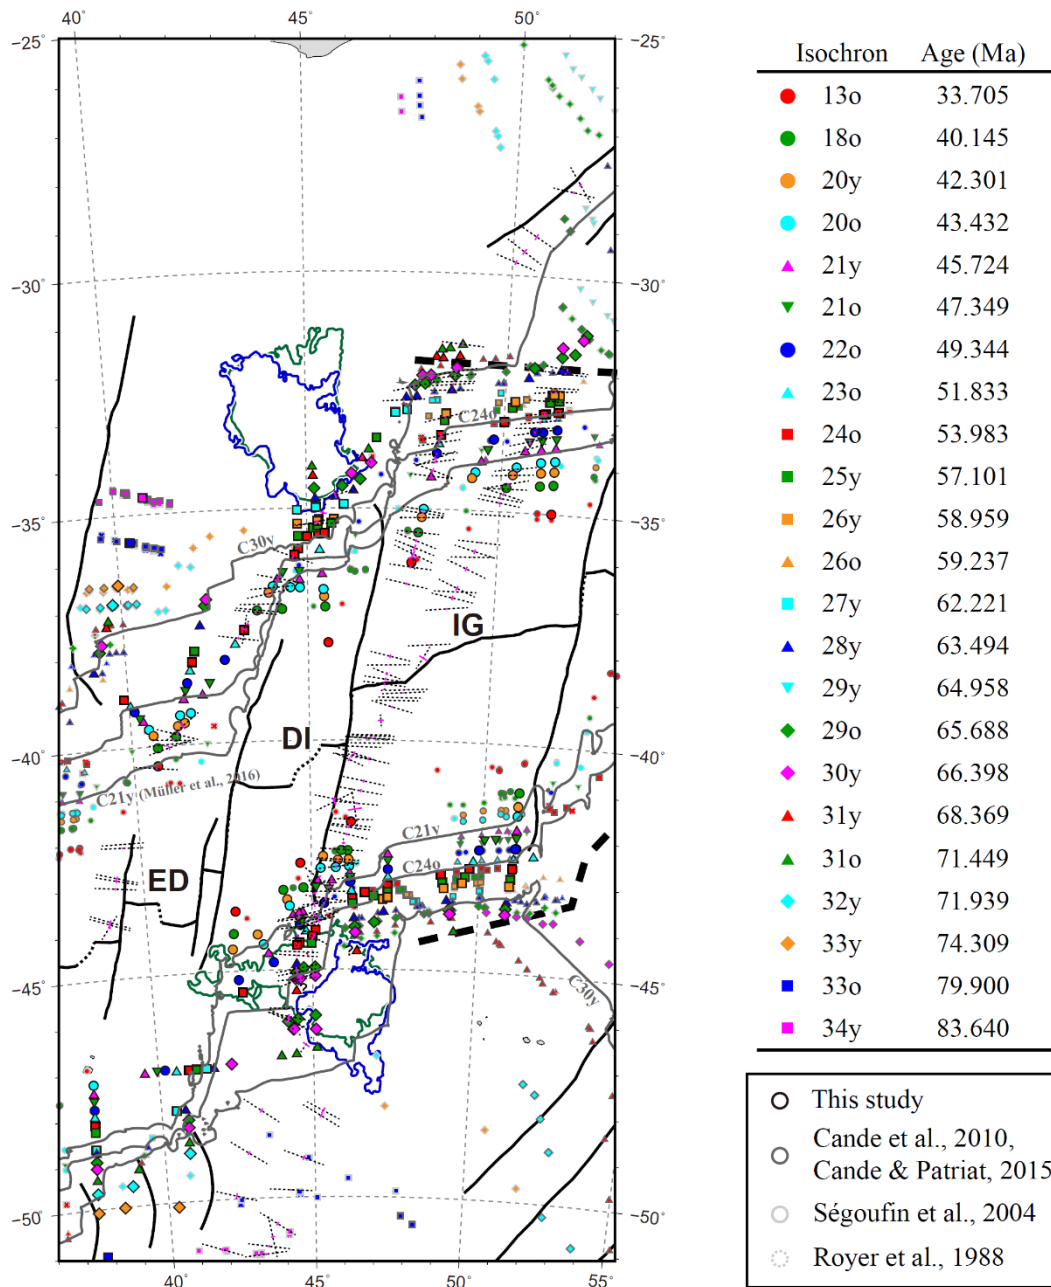 40° 45° 50°
−25° −25°
−30° −30°
−35° −35°
−40° −40°
−45° −45°
−50° −50°
40° 45° 50° 55°
C24o
C30y
IG
DI
C21y (Müller et al., 2016)
C21y
C24o
ED
C30y
Isochron Age (Ma)
13o 33.705
18o 40.145
20y 42.301
20o 43.432
21y 45.724
21o 47.349
22o 49.344
23o 51.833
24o 53.983
25y 57.101
26y 58.959
26o 59.237
27y 62.221
28y 63.494
29y 64.958
29o 65.688
30y 66.398
31y 68.369
31o 71.449
32y 71.939
33y 74.309
33o 79.900
34y 83.640
This study
Cande et al., 2010,
Cande & Patriat, 2015
Ségoufin et al., 2004
Royer et al., 1988